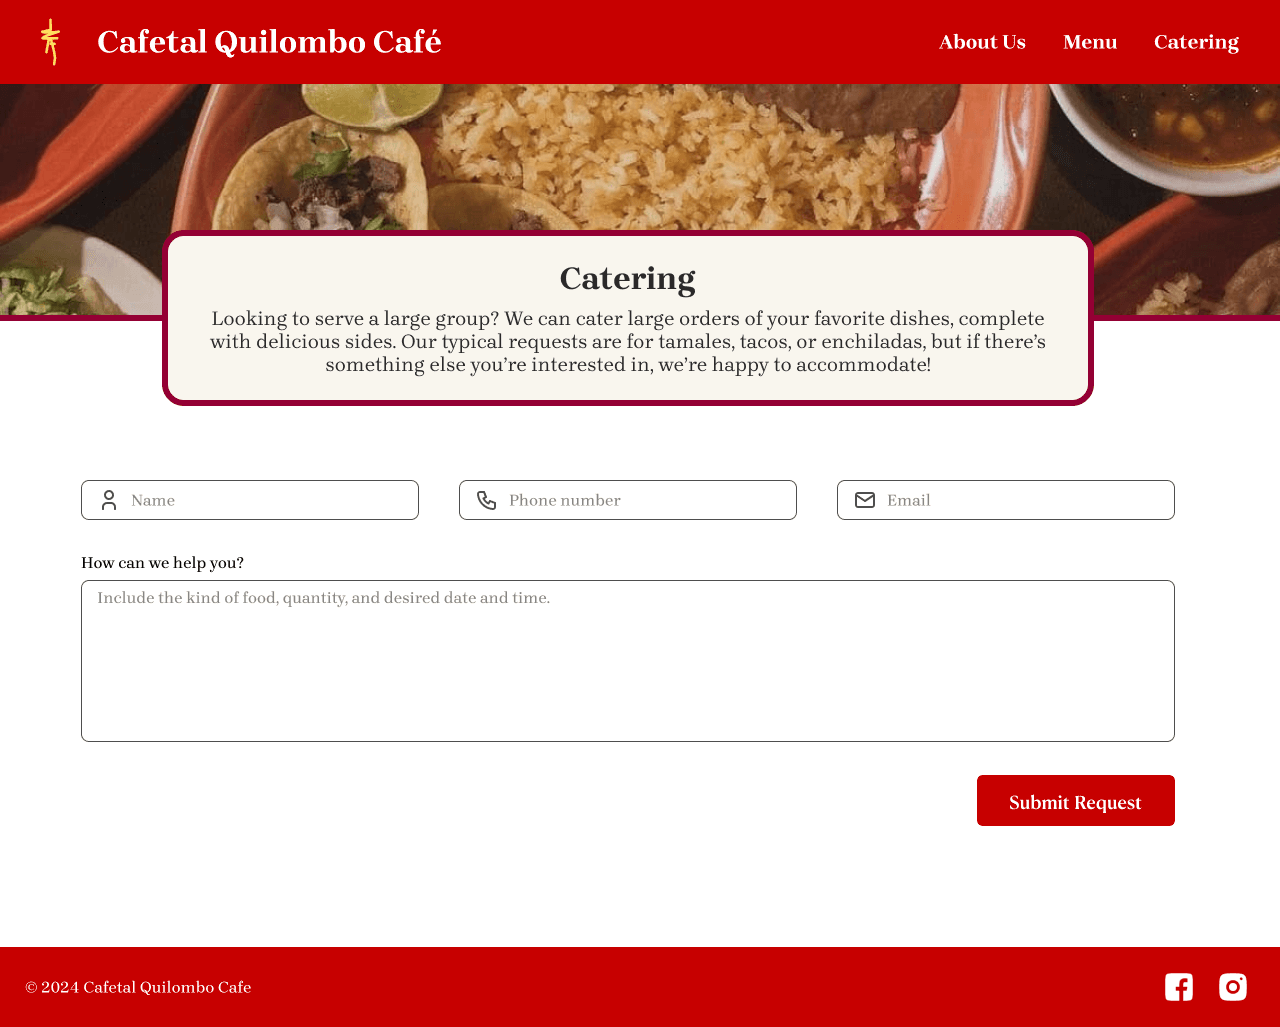 Cafetal Quilombo Café
About Us
Menu
Catering
Catering
Looking to serve a large group? We can cater large orders of your favorite dishes, complete
with delicious sides. Our typical requests are for tamales, tacos, or enchiladas, but if there’s
something else you’re interested in, we’re happy to accommodate!
Name
Phone number
Email
How can we help you?
Include the kind of food, quantity, and desired date and time.
Submit Request
© 2024 Cafetal Quilombo Cafe